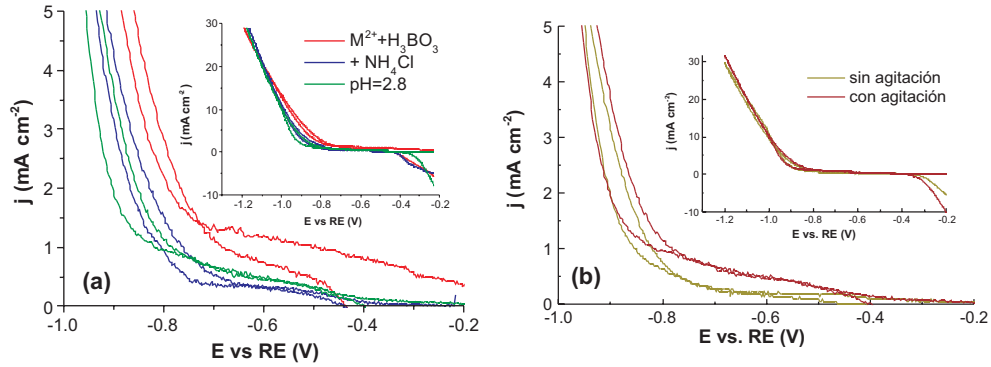 5
4
3
2
1
0
-1.0
-0.8
-0.6
-0.4
-0.2
j (mA cm-2)
E vs RE (V)
(a)
30
20
10
0
-10
-1.2
-1.0
-0.8
-0.6
-0.4
-0.2
j (mA cm-2)
E vs RE (V)
M2++H3BO3
+ NH4Cl
pH=2.8
5
4
3
2
1
0
-1.0
-0.8
-0.6
-0.4
-0.2
j (mA cm-2)
E vs. RE (V)
(b)
30
20
10
0
-10
-1.2
-1.0
-0.8
-0.6
-0.4
-0.2
j (mA cm-2)
E vs. RE (V)
sin agitación
con agitación